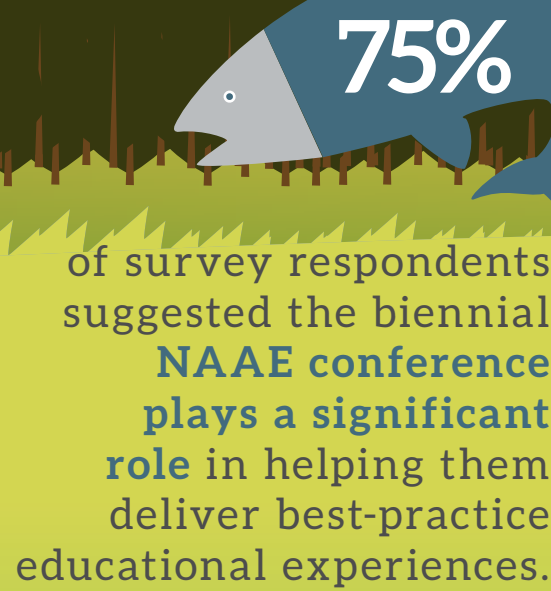 75%
of survey respondents
suggested the biennial
NAAE conference
plays a significant
role in helping them
deliver best-practice
educational experiences.